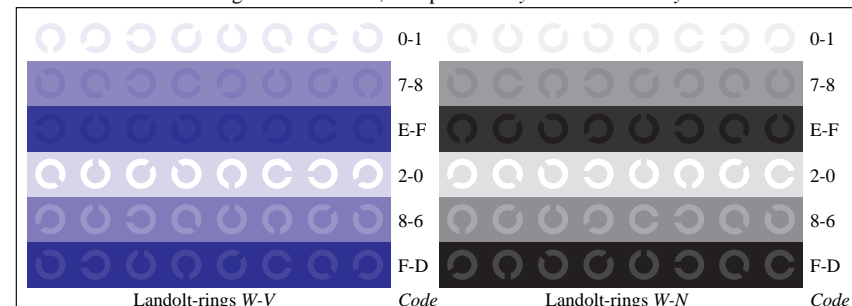 0-1 0-1
7-8 7-8
E-F E-F
2-0 2-0
8-6 8-6
F-D F-D
Landolt-rings W-V Code Landolt-rings W-N Code